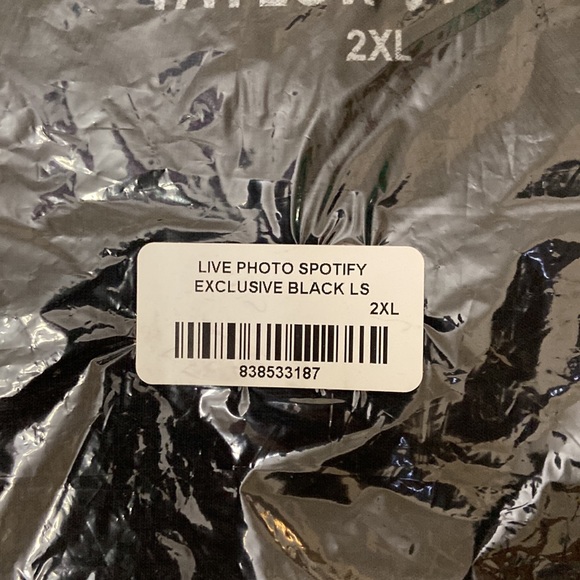 2XL
LIVE PHOTO SPOTIFY
EXCLUSIVE BLACK LS
2XL
838533187